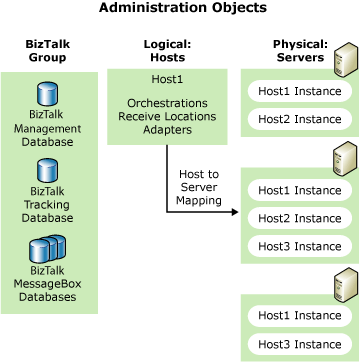 Administration Objects
BizTalk
Group
BizTalk
Management
Database
BizTalk
Tracking
Database
BizTalk
MessageBox
Databases
Logical:
Hosts
Host1
Orchestrations
Receive Locations
Adapters
Host to
Server
Mapping
Physical:
Servers
Host1 Instance
Host2 Instance
Host1 Instance
Host2 Instance
Host3 Instance
Host1 Instance
Host3 Instance